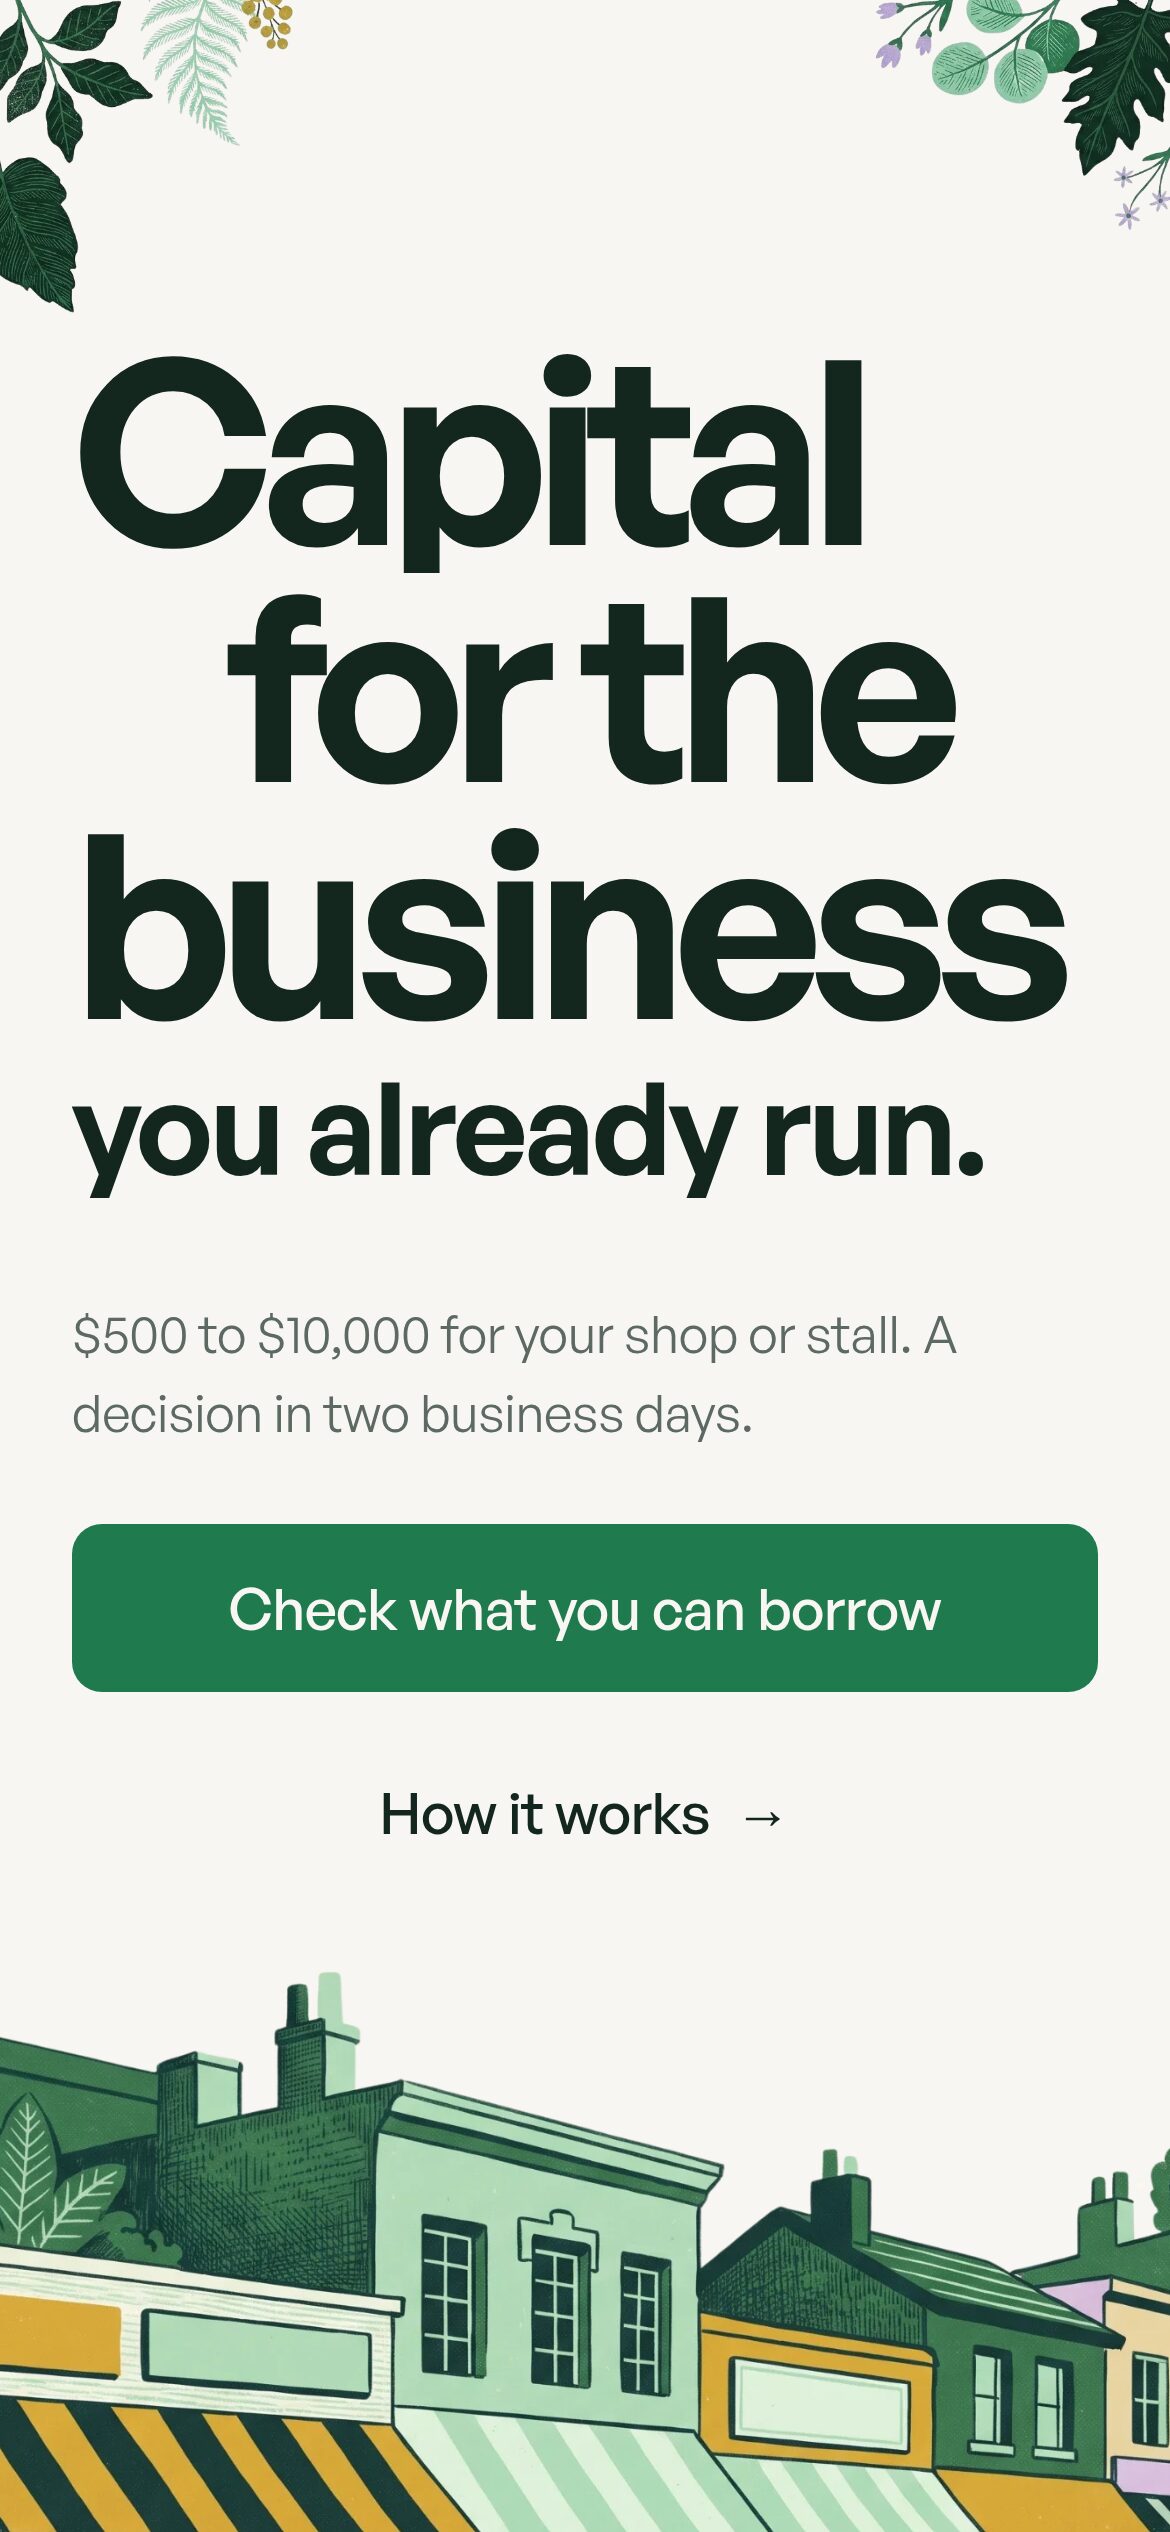 Capital
for the
business
you already run.
$500 to $10,000 for your shop or stall. A
decision in two business days.
Check what you can borrow
How it works →